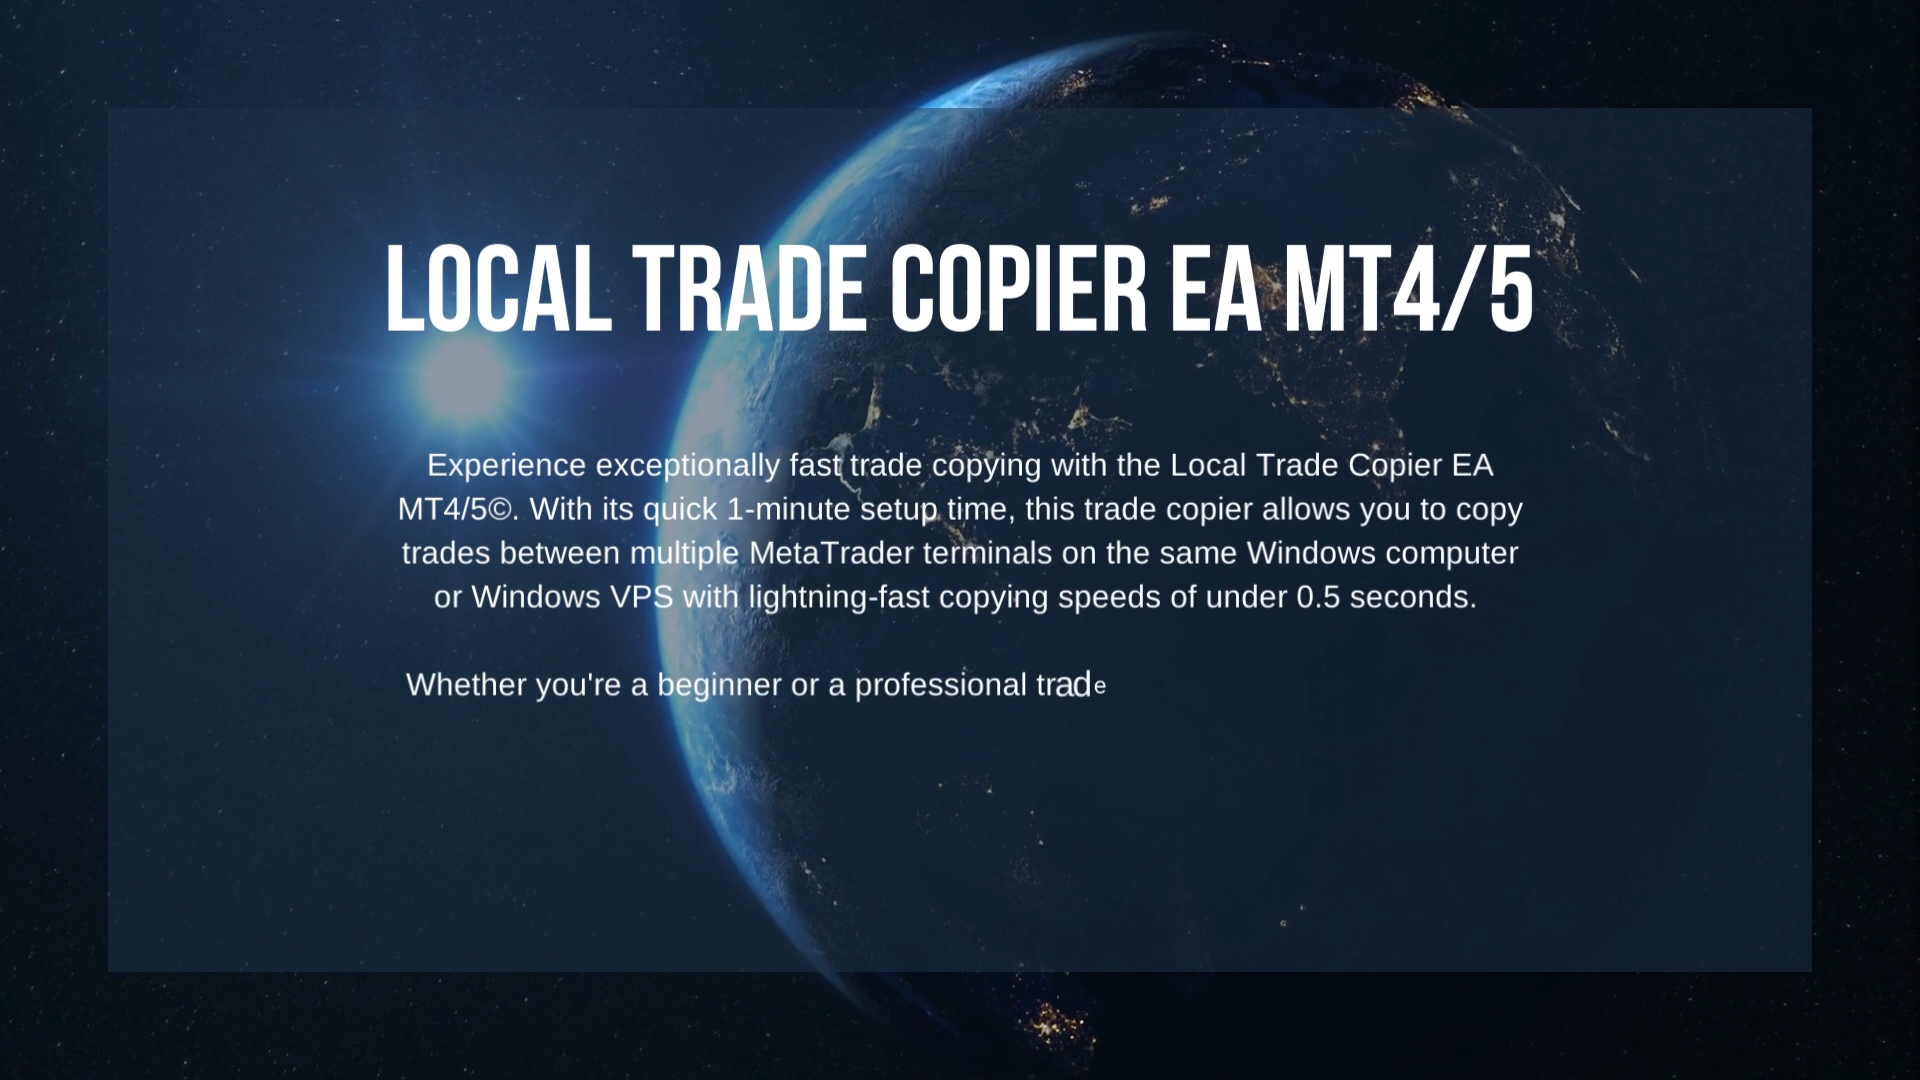 LOCAL TRADE COPIER EA MT4/5
Experience exceptionally fast trade copying with the Local Trade Copier EA
MT4/5©. With its quick 1-minute setup time, this trade copier allows you to copy
trades between multiple MetaTrader terminals on the same Windows computer
or Windows VPS with lightning-fast copying speeds of under 0.5 seconds.
Whether you're a beginner or a professional trade